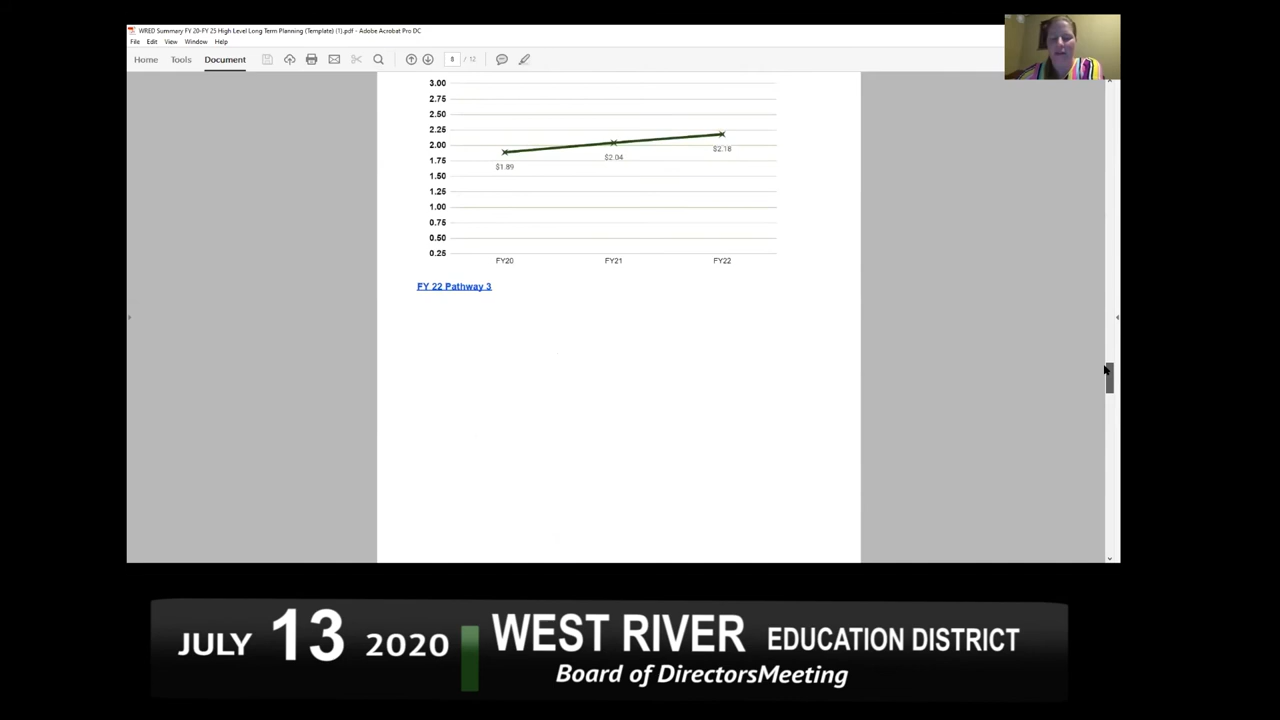 WRED Summary FY 20-FY 25 High Level Long Term Planning (Template) (1).pdf - Adobe Acrobat Pro DC
File Edit View Window Help
Home Tools Document 8 / 12
3.00
2.75
2.50
2.25
2.00
1.75
1.50
1.25
1.00
0.75
0.50
0.25
$1.89 $2.04 $2.18
FY20 FY21 FY22
FY 22 Pathway 3
JULY 13 2020 WEST RIVER EDUCATION DISTRICT
Board of DirectorsMeeting